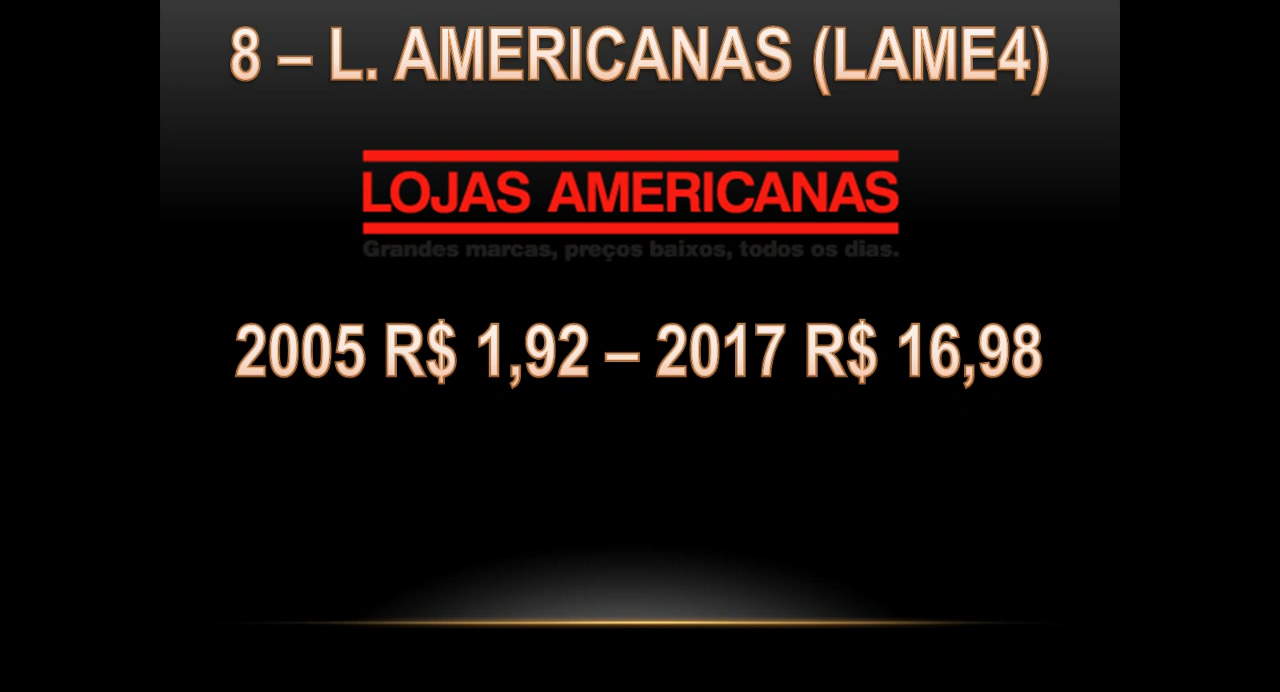 8 – L. AMERICANAS (LAME4)
LOJAS AMERICANAS
Grandes marcas, preços baixos, todos os dias.
2005 R$ 1,92 – 2017 R$ 16,98